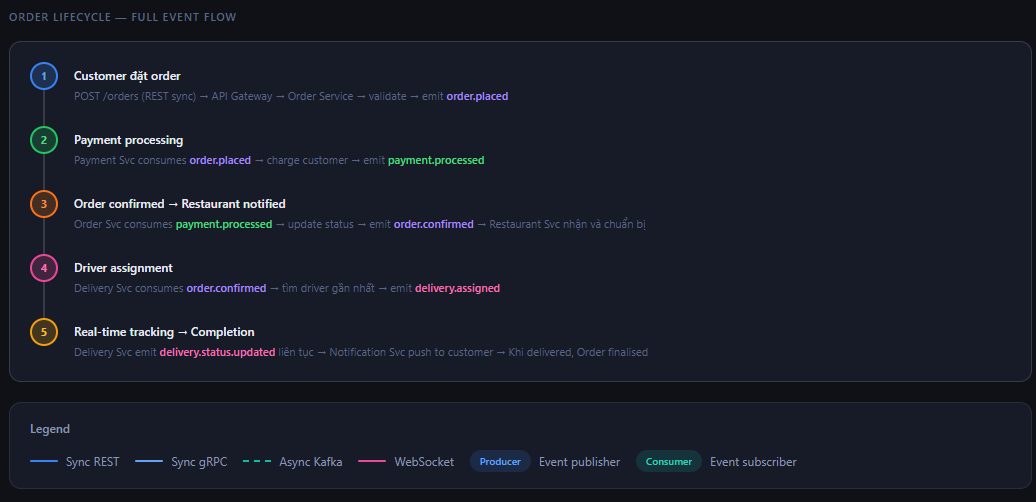 ORDER LIFECYCLE — FULL EVENT FLOW
1
Customer đặt order
POST /orders (REST sync) → API Gateway → Order Service → validate → emit order.placed
2
Payment processing
Payment Svc consumes order.placed → charge customer → emit payment.processed
3
Order confirmed → Restaurant notified
Order Svc consumes payment.processed → update status → emit order.confirmed → Restaurant Svc nhận và chuẩn bị
4
Driver assignment
Delivery Svc consumes order.confirmed → tìm driver gần nhất → emit delivery.assigned
5
Real-time tracking → Completion
Delivery Svc emit delivery.status.updated liên tục → Notification Svc push to customer → Khi delivered, Order finalised
Legend
Sync REST Sync gRPC Async Kafka WebSocket Producer Event publisher Consumer Event subscriber